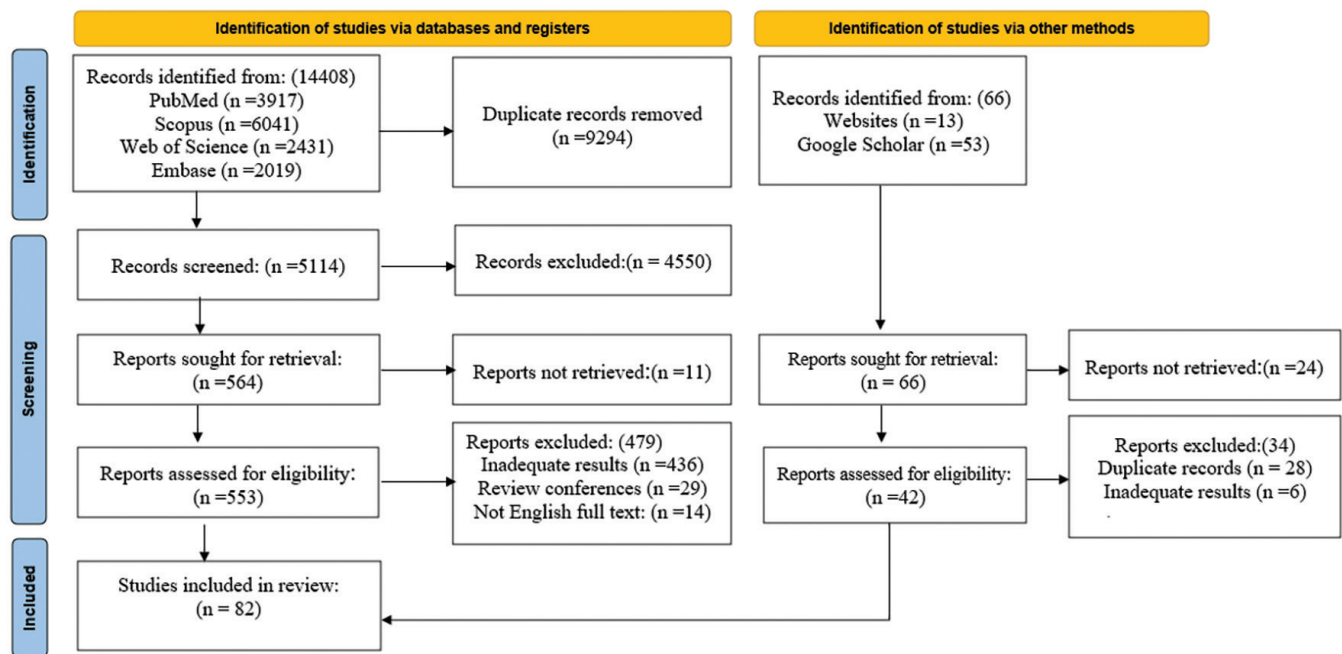 Identification of studies via databases and registers
Identification of studies via other methods
Identification
Records identified from: (14408)
PubMed (n =3917)
Scopus (n =6041)
Web of Science (n =2431)
Embase (n =2019)
Duplicate records removed
(n =9294)
Records identified from: (66)
Websites (n =13)
Google Scholar (n =53)
Screening
Records screened: (n =5114)
Records excluded:(n = 4550)
Reports sought for retrieval:
(n =564)
Reports not retrieved:(n =11)
Reports sought for retrieval:
(n = 66)
Reports not retrieved:(n =24)
Reports assessed for eligibility:
(n =553)
Reports excluded: (479)
Inadequate results (n =436)
Review conferences (n =29)
Not English full text: (n =14)
Reports assessed for eligibility:
(n =42)
Reports excluded:(34)
Duplicate records (n = 28)
Inadequate results (n =6)
.
Included
Studies included in review:
(n = 82)